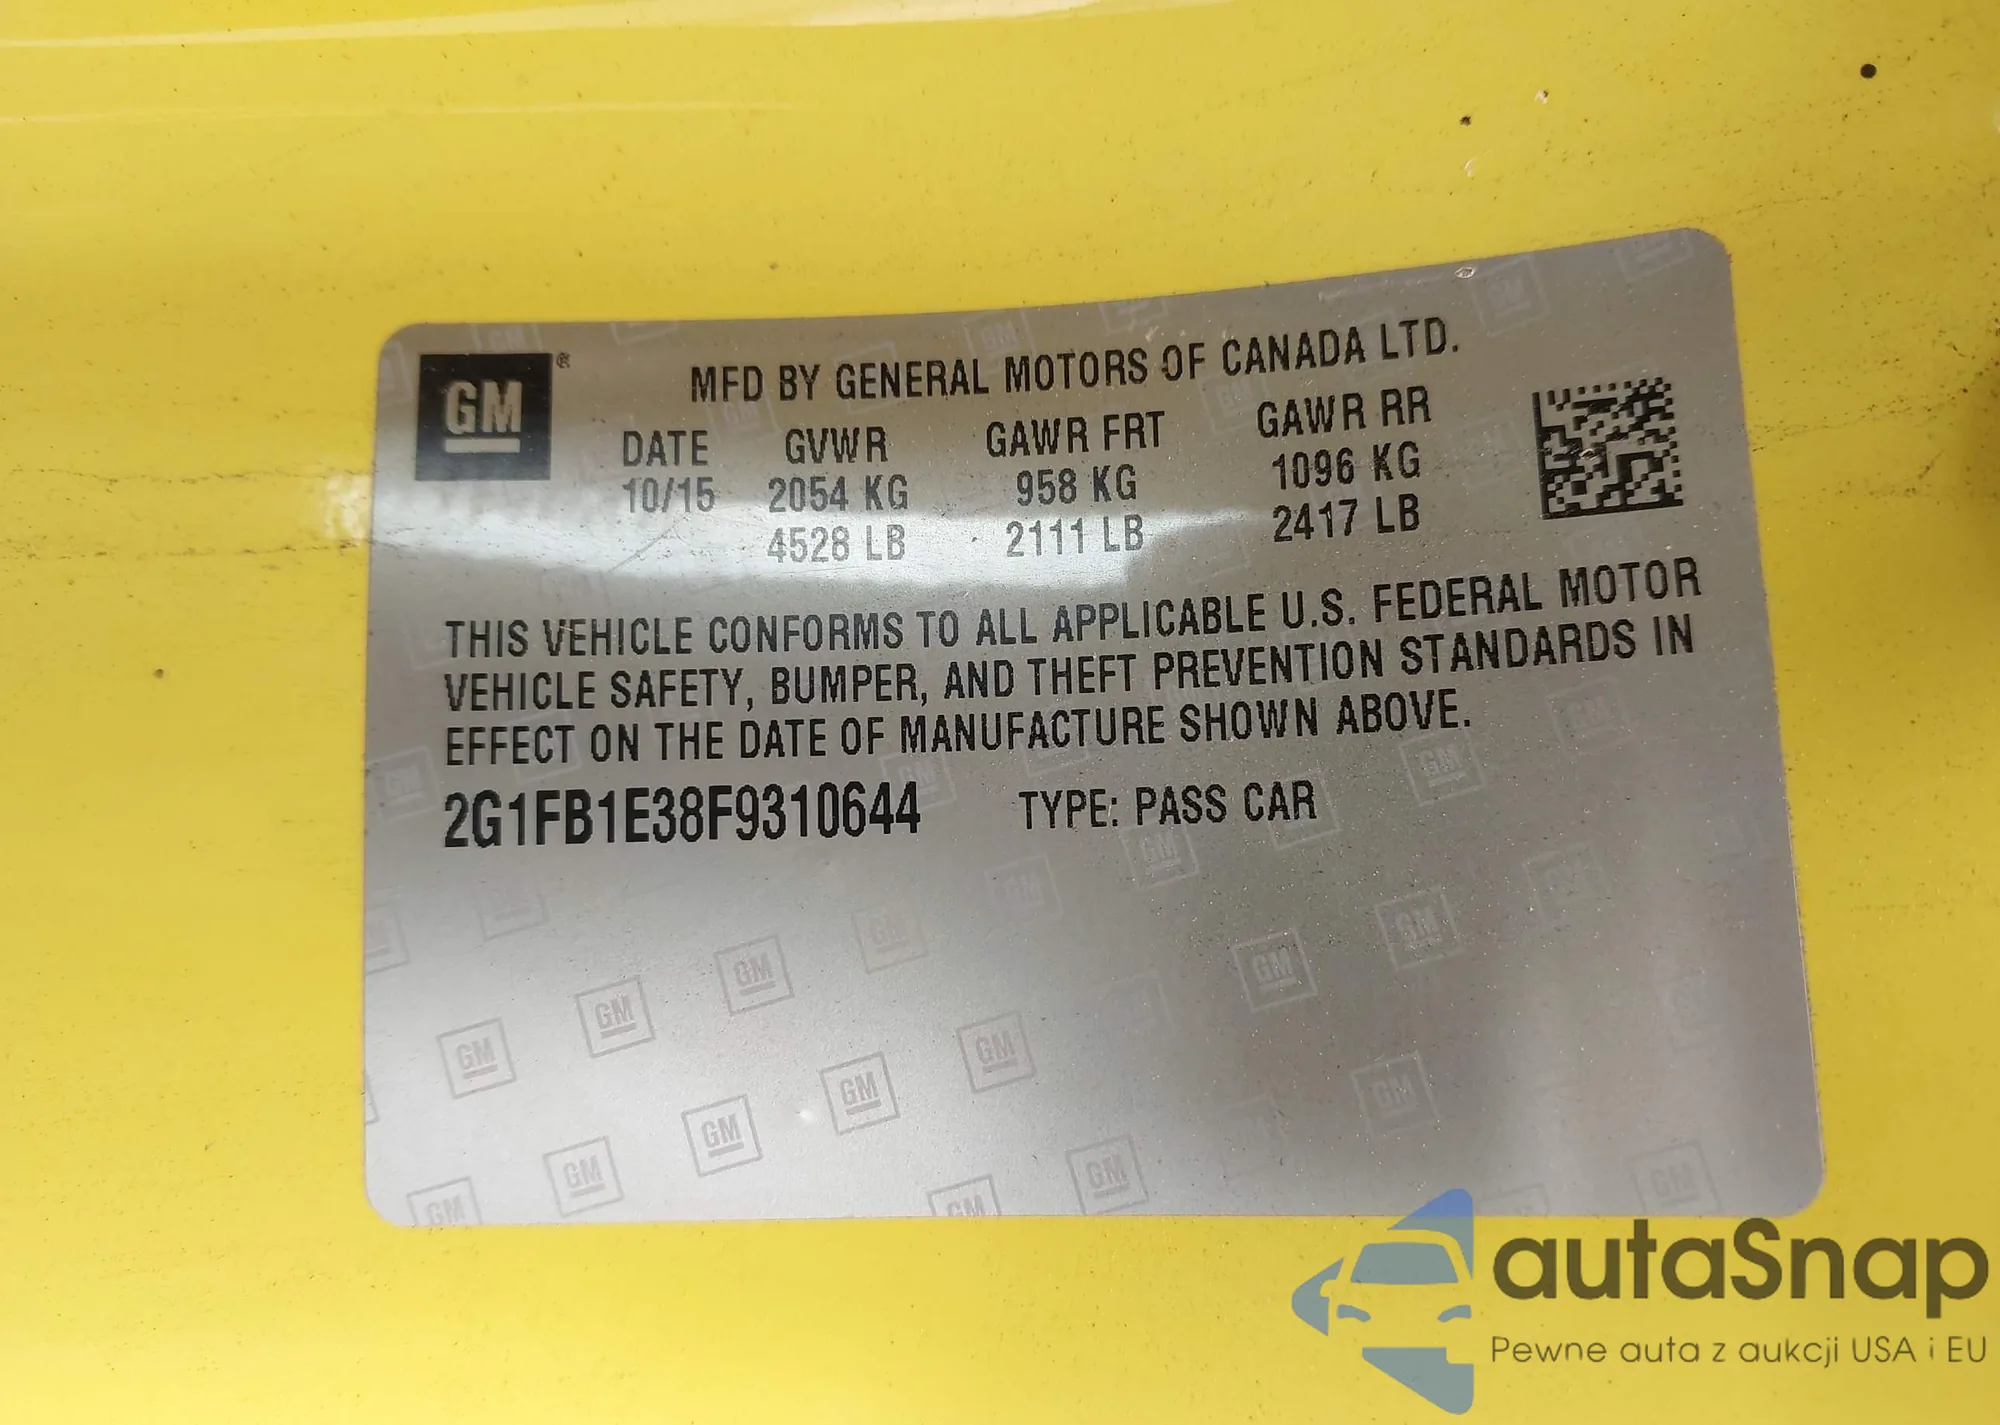 GM ®
MFD BY GENERAL MOTORS OF CANADA LTD.
DATE GVWR GAWR FRT GAWR RR
10/15 2054 KG 958 KG 1096 KG
4528 LB 2111 LB 2417 LB
THIS VEHICLE CONFORMS TO ALL APPLICABLE U.S. FEDERAL MOTOR
VEHICLE SAFETY, BUMPER, AND THEFT PREVENTION STANDARDS IN
EFFECT ON THE DATE OF MANUFACTURE SHOWN ABOVE.
2G1FB1E38F9310644 TYPE: PASS CAR
autaSnap
Pewne auta z aukcji USA i EU